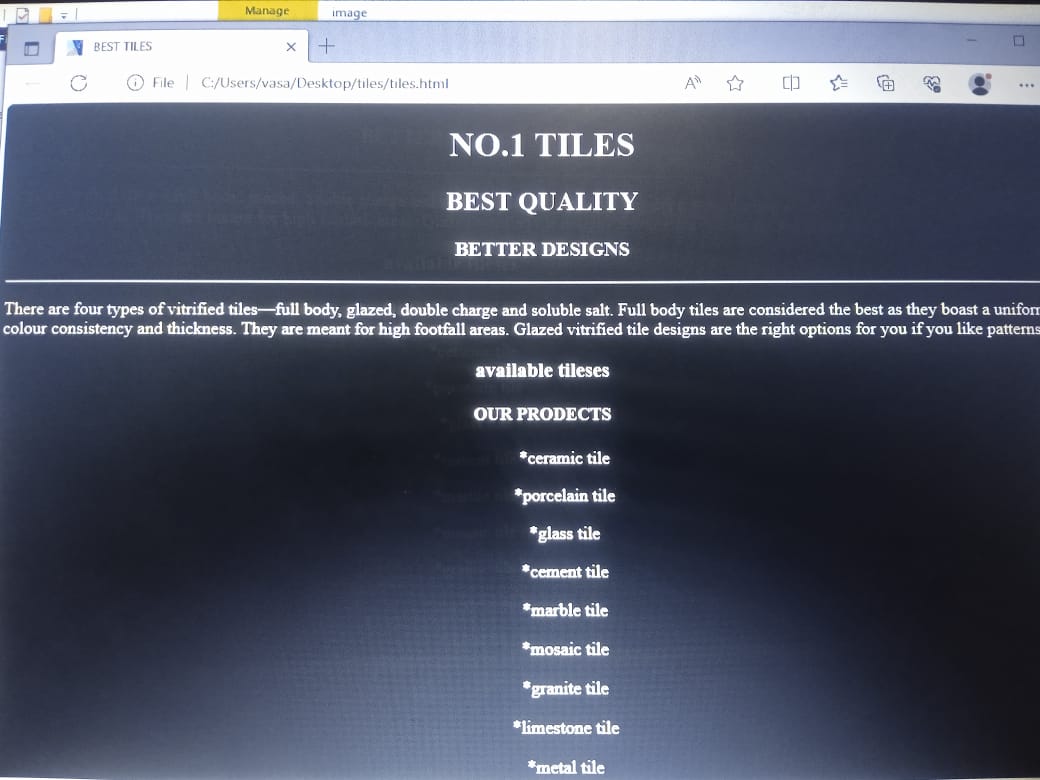 Manage
image
BEST TILES
File
C:/Users/vasa/Desktop/tiles/tiles.html
NO.1 TILES
BEST QUALITY
BETTER DESIGNS
There are four types of vitrified tiles—full body, glazed, double charge and soluble salt. Full body tiles are considered the best as they boast a uniform
colour consistency and thickness. They are meant for high footfall areas. Glazed vitrified tile designs are the right options for you if you like patterns
available tileses
OUR PRODECTS
*ceramic tile
*porcelain tile
*glass tile
*cement tile
*marble tile
*mosaic tile
*granite tile
*limestone tile
*metal tile